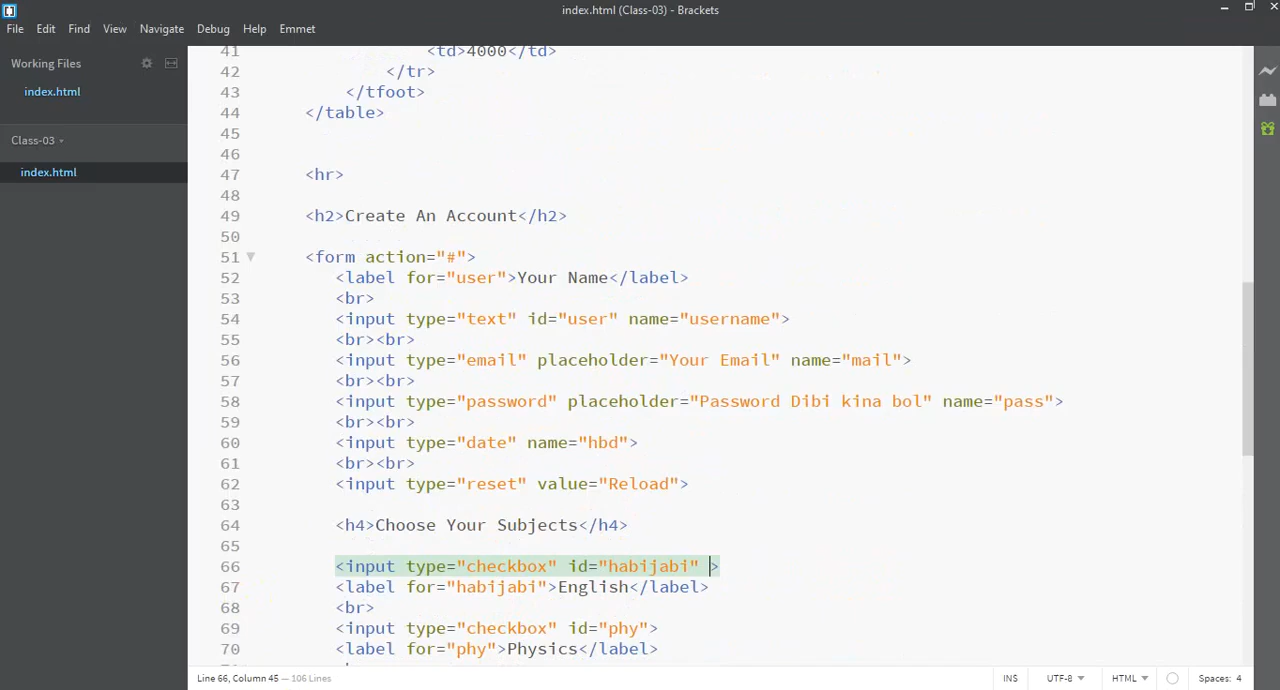 index.html (Class-03) - Brackets
File Edit Find View Navigate Debug Help Emmet
Working Files
index.html
Class-03
index.html
41 <td>4000</td>
42 </tr>
43 </tfoot>
44 </table>
45
46
47 <hr>
48
49 <h2>Create An Account</h2>
50
51 <form action="#">
52 <label for="user">Your Name</label>
53 <br>
54 <input type="text" id="user" name="username">
55 <br><br>
56 <input type="email" placeholder="Your Email" name="mail">
57 <br><br>
58 <input type="password" placeholder="Password Dibi kina bol" name="pass">
59 <br><br>
60 <input type="date" name="hbd">
61 <br><br>
62 <input type="reset" value="Reload">
63
64 <h4>Choose Your Subjects</h4>
65
66 <input type="checkbox" id="habijabi" >
67 <label for="habijabi">English</label>
68 <br>
69 <input type="checkbox" id="phy">
70 <label for="phy">Physics</label>
Line 66, Column 45 — 106 Lines INS UTF-8 HTML Spaces: 4